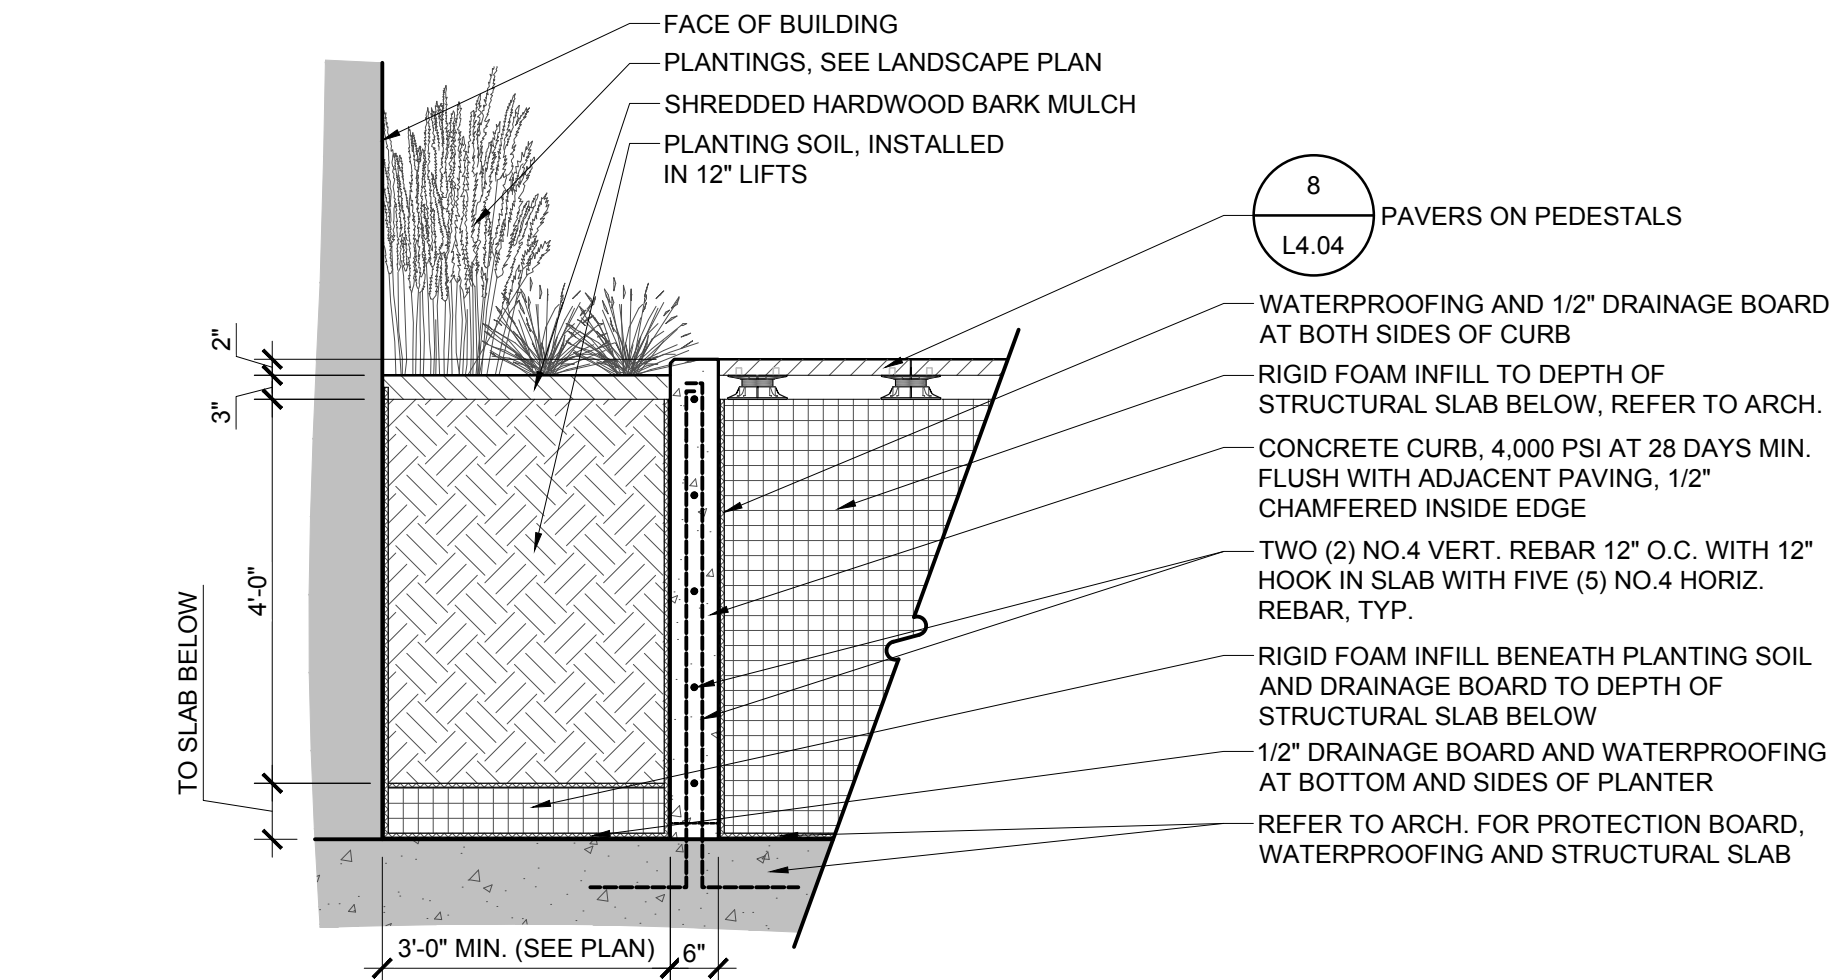 FACE OF BUILDING
PLANTINGS, SEE LANDSCAPE PLAN
SHREDDED HARDWOOD BARK MULCH
PLANTING SOIL, INSTALLED
IN 12" LIFTS
8
L4.04
PAVERS ON PEDESTALS
WATERPROOFING AND 1/2" DRAINAGE BOARD
AT BOTH SIDES OF CURB
RIGID FOAM INFILL TO DEPTH OF
STRUCTURAL SLAB BELOW, REFER TO ARCH.
CONCRETE CURB, 4,000 PSI AT 28 DAYS MIN.
FLUSH WITH ADJACENT PAVING, 1/2"
CHAMFERED INSIDE EDGE
TWO (2) NO.4 VERT. REBAR 12" O.C. WITH 12"
HOOK IN SLAB WITH FIVE (5) NO.4 HORIZ.
REBAR, TYP.
RIGID FOAM INFILL BENEATH PLANTING SOIL
AND DRAINAGE BOARD TO DEPTH OF
STRUCTURAL SLAB BELOW
1/2" DRAINAGE BOARD AND WATERPROOFING
AT BOTTOM AND SIDES OF PLANTER
REFER TO ARCH. FOR PROTECTION BOARD,
WATERPROOFING AND STRUCTURAL SLAB
2"
3"
4'-0"
TO SLAB BELOW
3'-0" MIN. (SEE PLAN)
6"